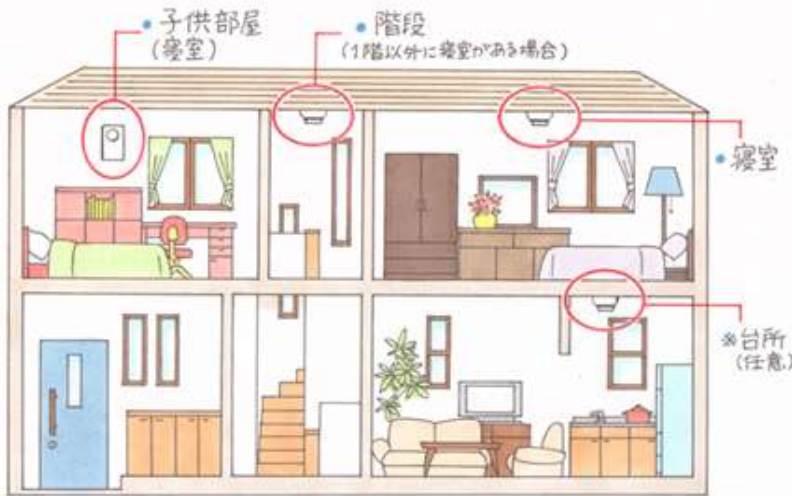 • 子供部屋
(寝室)
• 階段
(1階以外に寝室がある場合)
• 寝室
※台所
(任意)